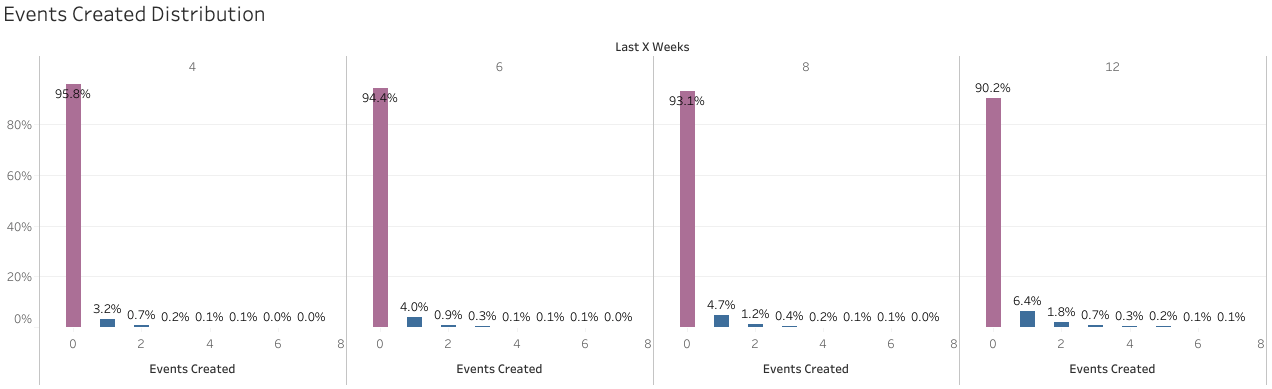 Events Created Distribution
Last X Weeks
4 6 8 12
95.8% 3.2% 0.7% 0.2% 0.1% 0.1% 0.0% 0.0%
94.4% 4.0% 0.9% 0.3% 0.1% 0.1% 0.1% 0.0%
93.1% 4.7% 1.2% 0.4% 0.2% 0.1% 0.1% 0.0%
90.2% 6.4% 1.8% 0.7% 0.3% 0.2% 0.1% 0.1%
80%
60%
40%
20%
0%
0 2 4 6 8 0 2 4 6 8 0 2 4 6 8 0 2 4 6 8
Events Created Events Created Events Created Events Created